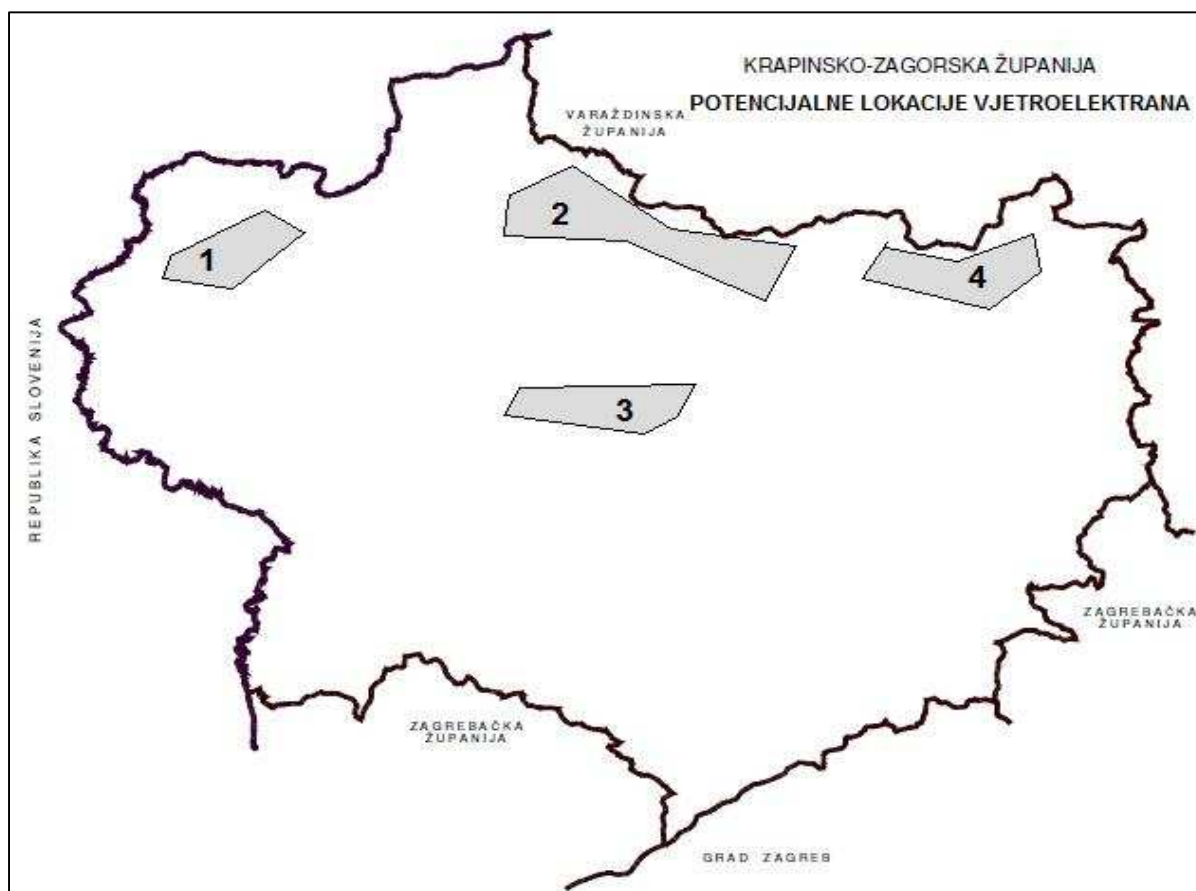 KRAPINSKO-ZAGORSKA ŽUPANIJA
POTENCIJALNE LOKACIJE VJETROELEKTRANA
VARAŽDINSKA
ŽUPANIJA
1
2
4
3
REPUBLIKA SLOVENIJA
ZAGREBAČKA
ŽUPANIJA
ZAGREBAČKA
ŽUPANIJA
GRAD ZAGREB